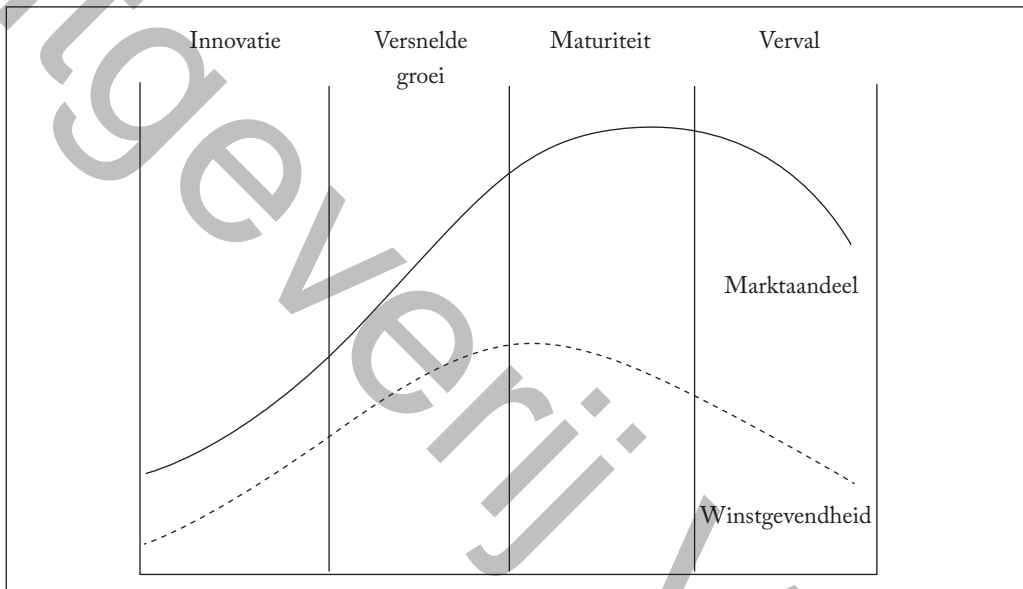 Innovatie
Versnelde
groei
Maturiteit
Verval
Marktaandeel
Winstgevendheid